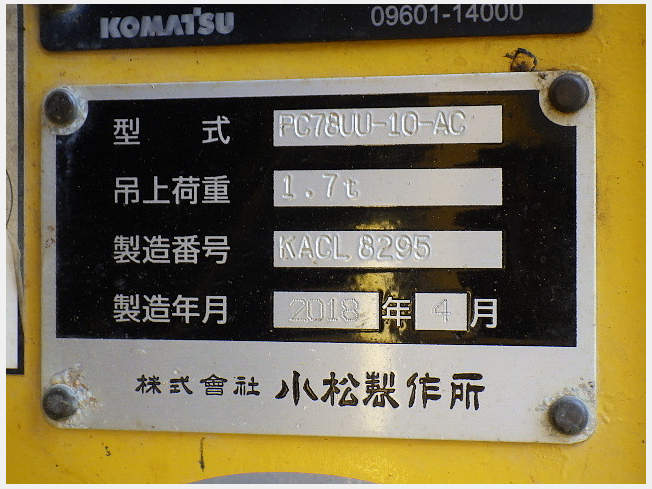 KOMATSU 09601-14000
型 式 PC78UU-10-AC
吊上荷重 1.7t
製造番号 KACL 8295
製造年月 2018 年 4 月
株式會社 小松製作所